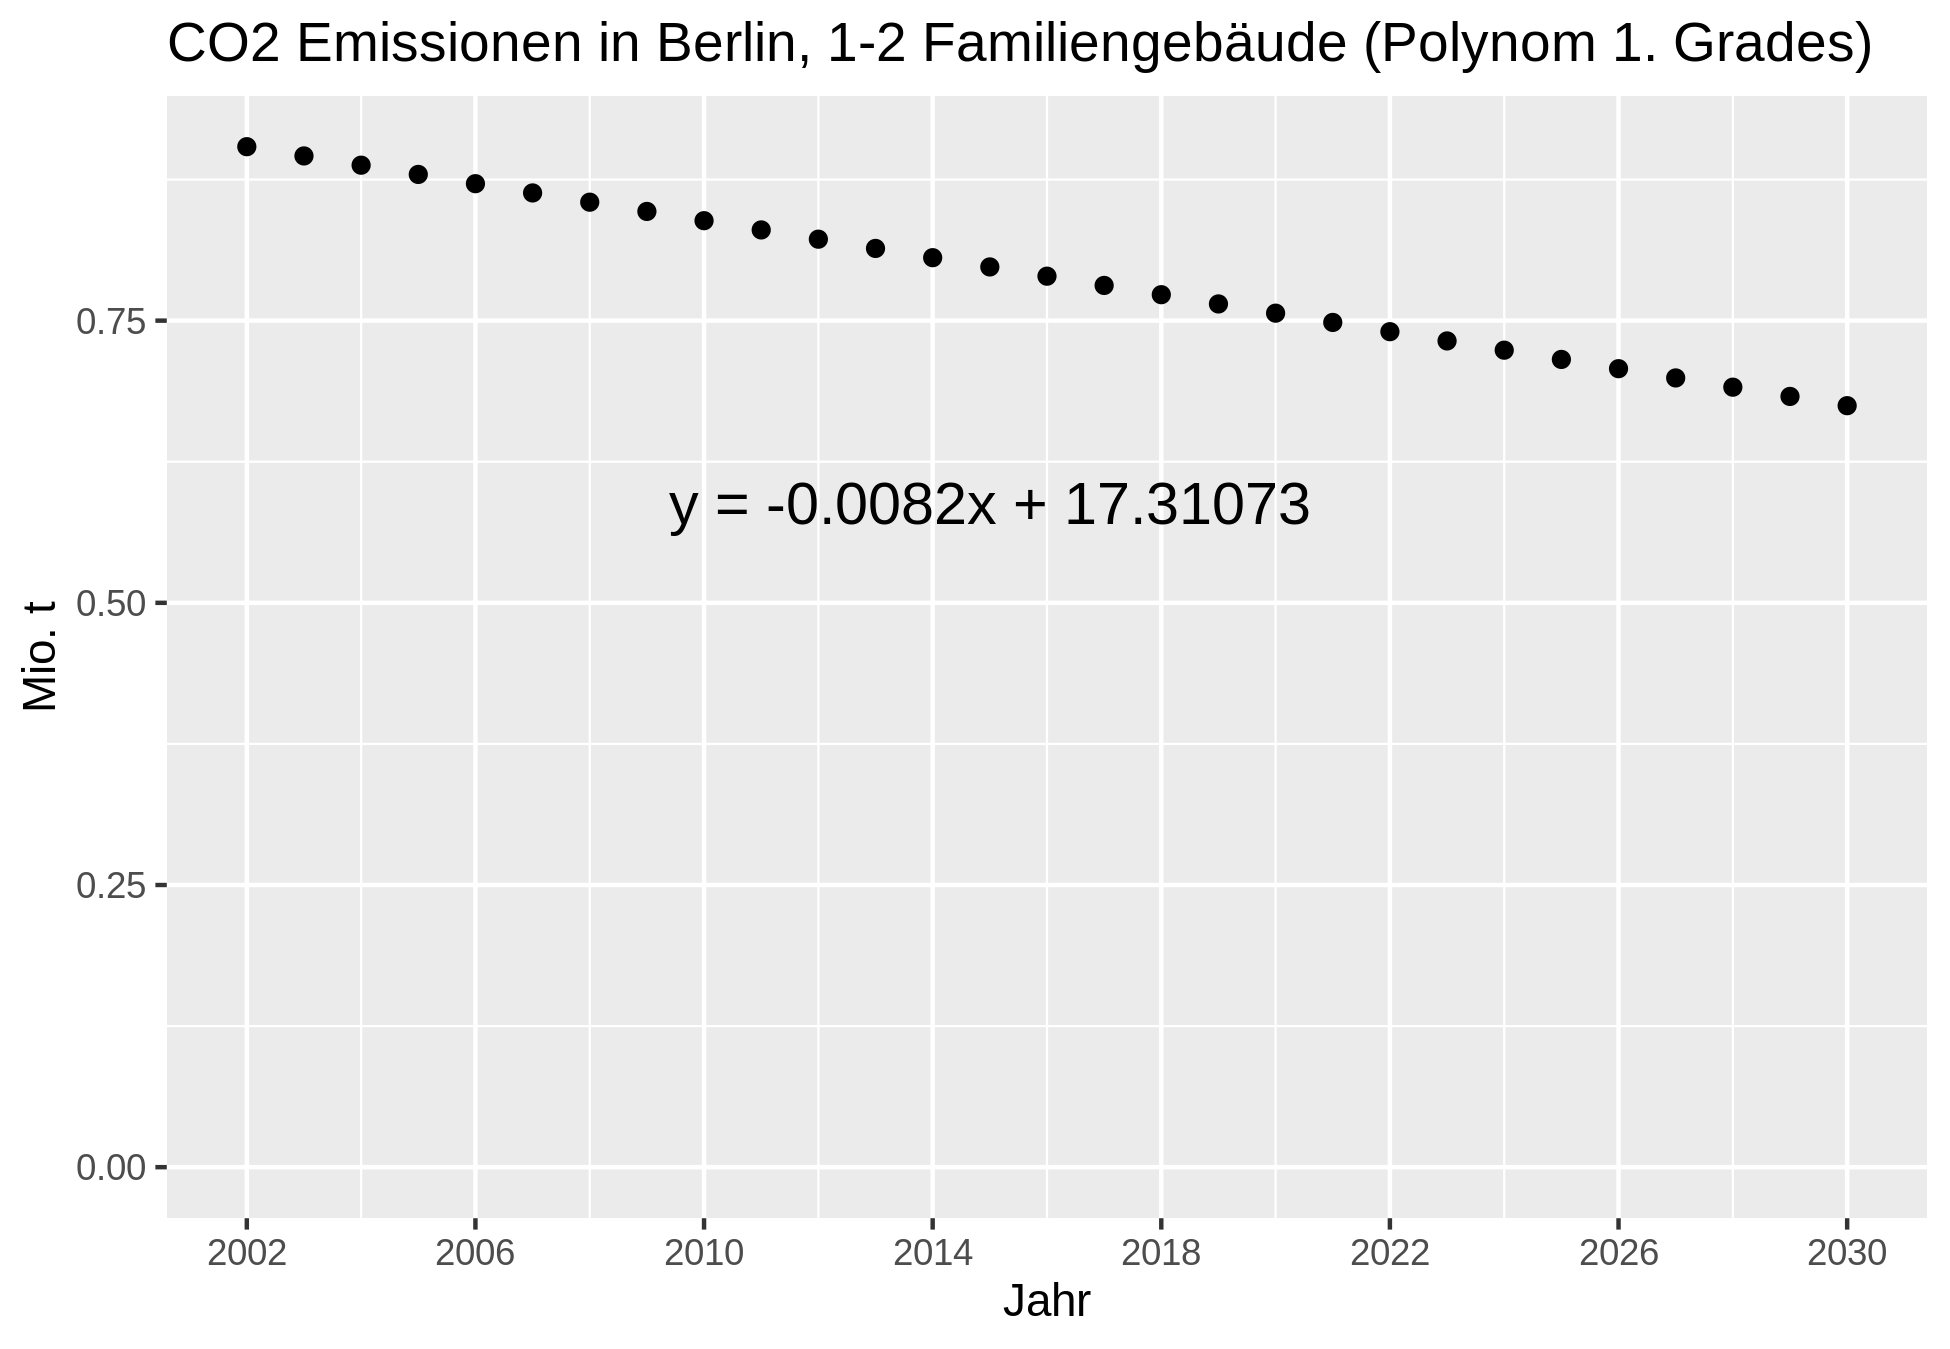 CO2 Emissionen in Berlin, 1-2 Familiengebäude (Polynom 1. Grades)
0.75
y = -0.0082x + 17.31073
0.50
Mio. t
0.25
0.00
2002 2006 2010 2014 2018 2022 2026 2030
Jahr